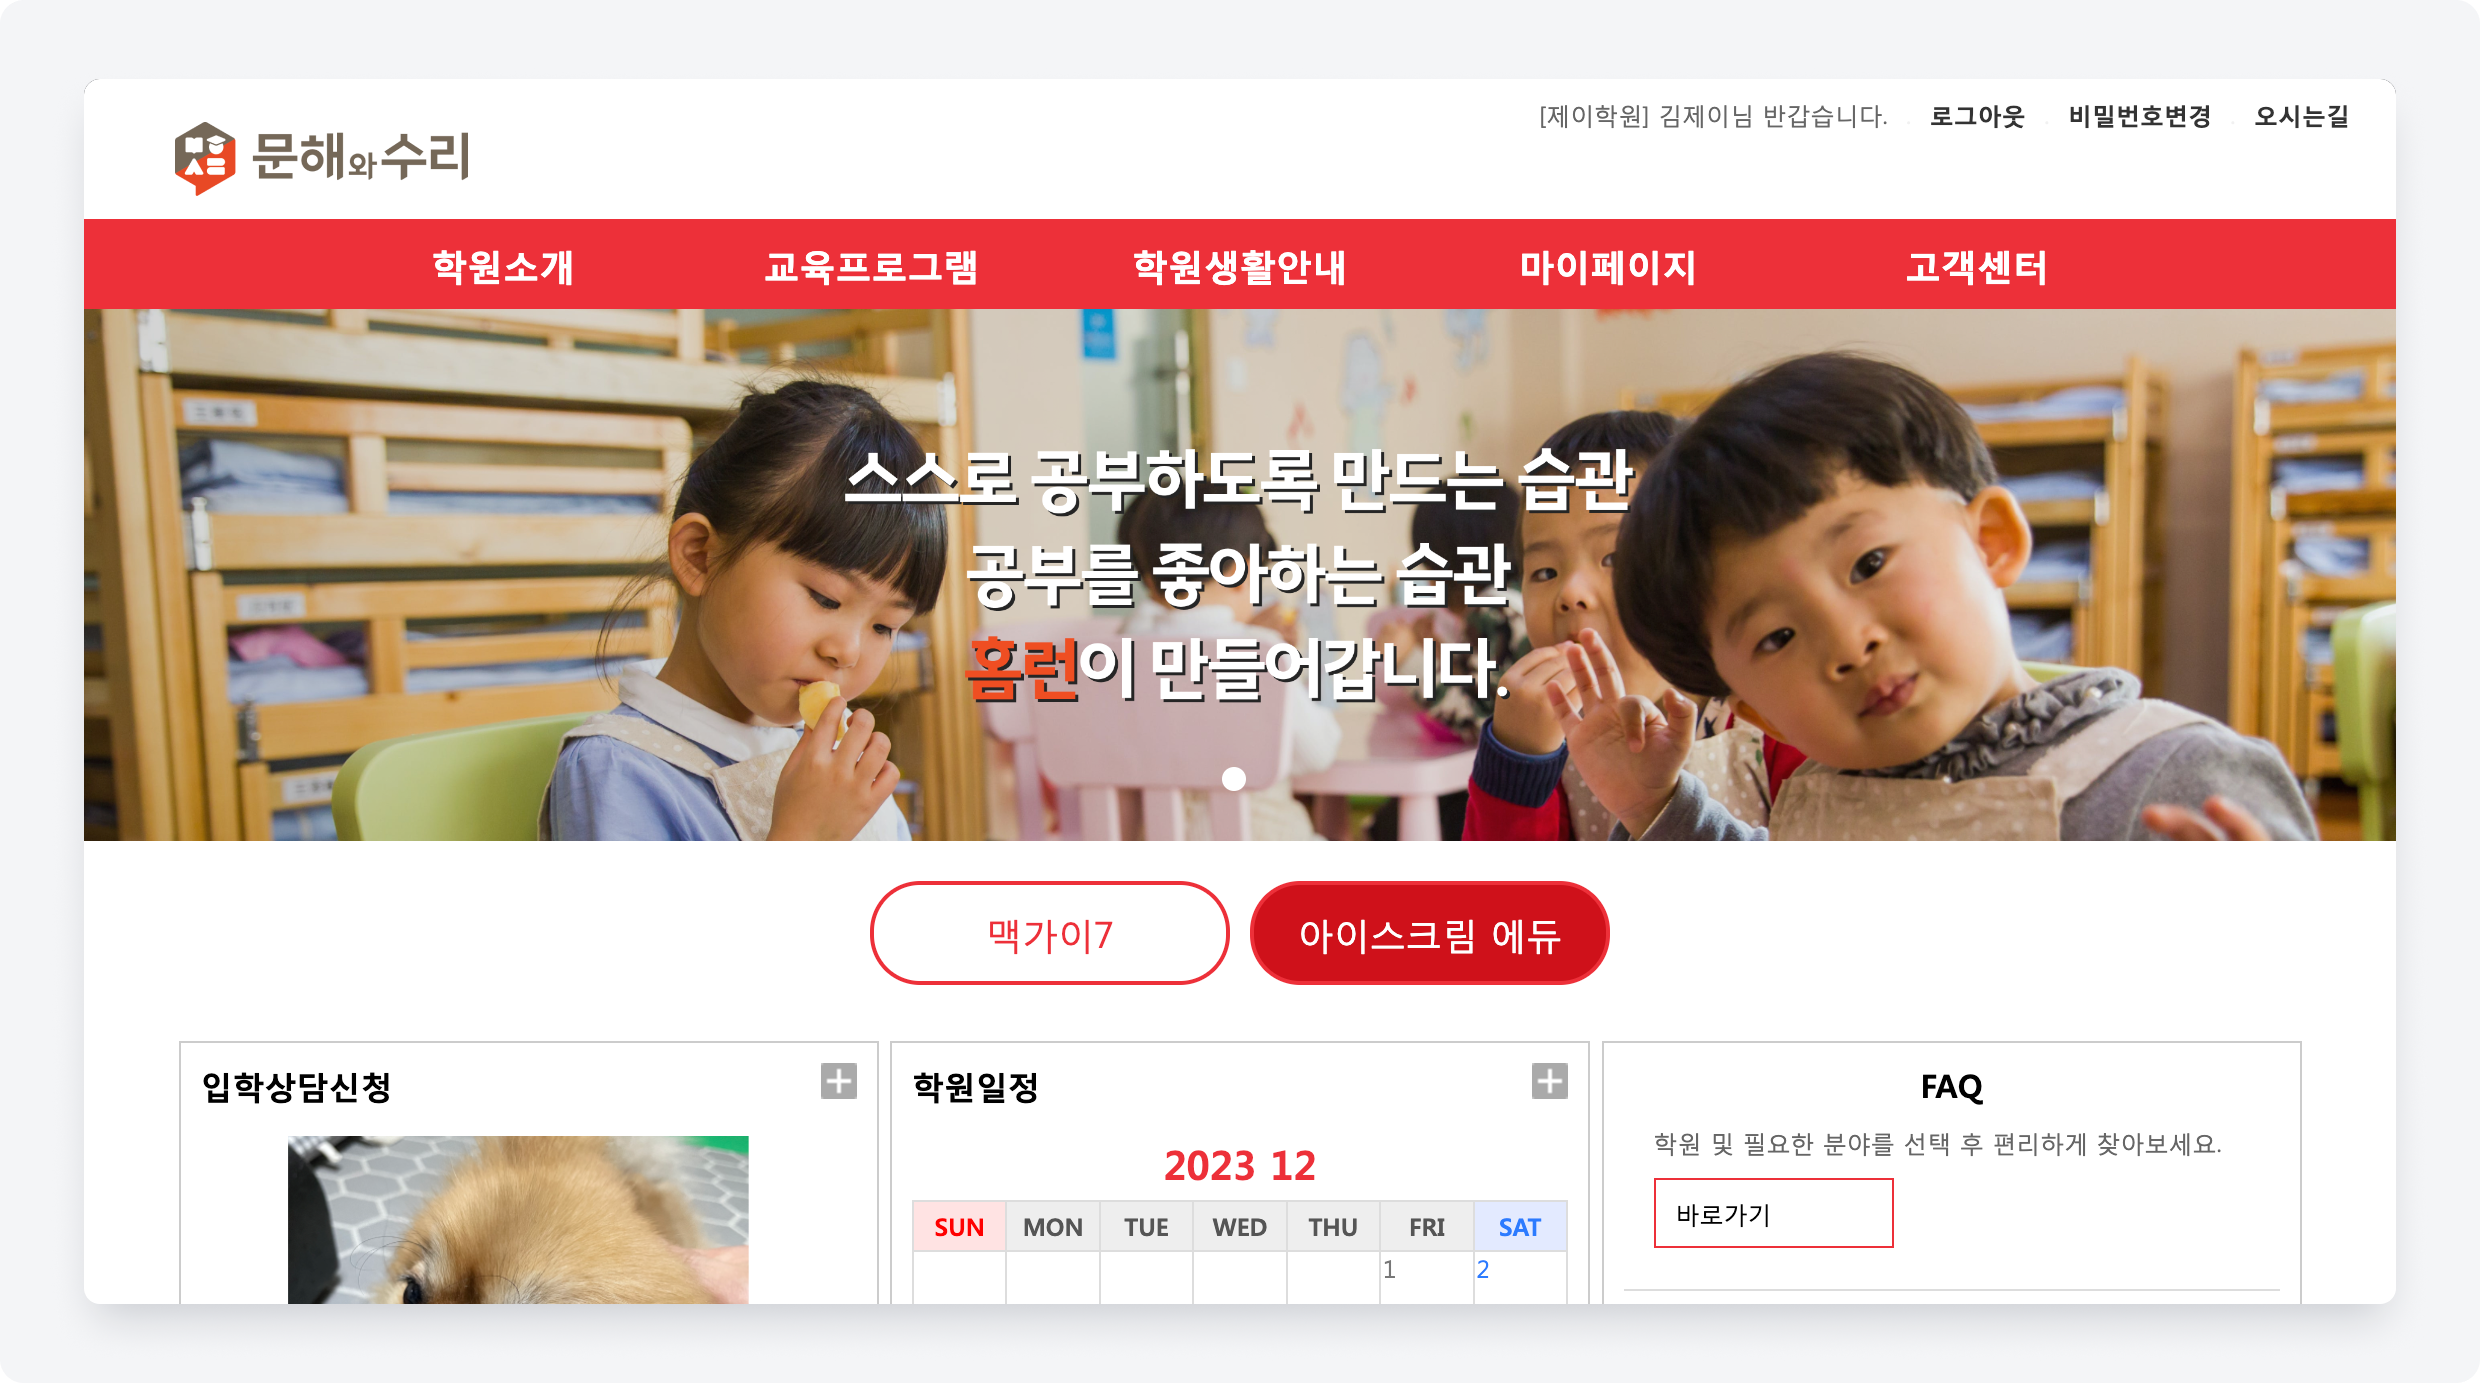 문해와수리
[제이학원] 김제이님 반갑습니다. 로그아웃 비밀번호변경 오시는길
학원소개 교육프로그램 학원생활안내 마이페이지 고객센터
스스로 공부하도록 만드는 습관
공부를 좋아하는 습관
홈런이 만들어갑니다.
맥가이7 아이스크림 에듀
입학상담신청
학원일정
2023 12
SUN MON TUE WED THU FRI SAT
1 2
FAQ
학원 및 필요한 분야를 선택 후 편리하게 찾아보세요.
바로가기